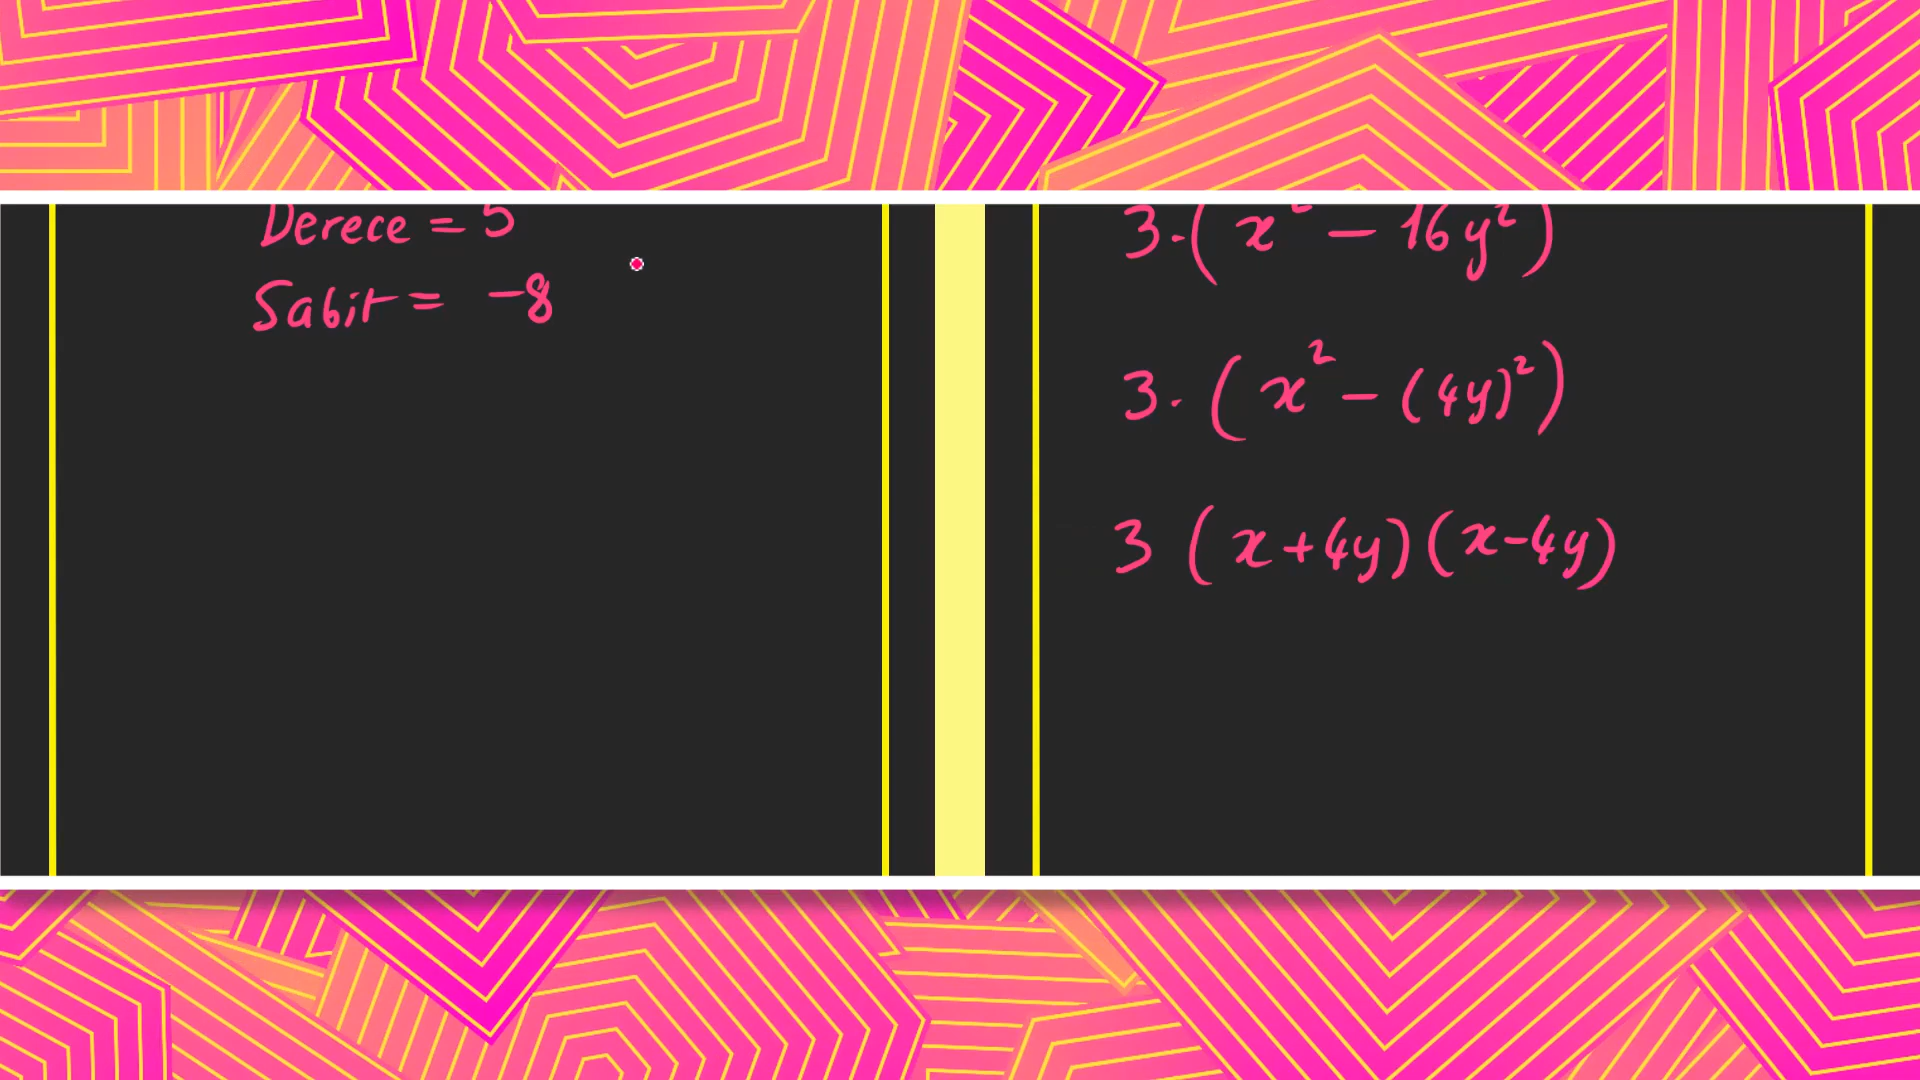 Derece = 5
Sabit = -8
3.(x² - 16y²)
3. (x² - (4y)²)
3 (x+4y)(x-4y)